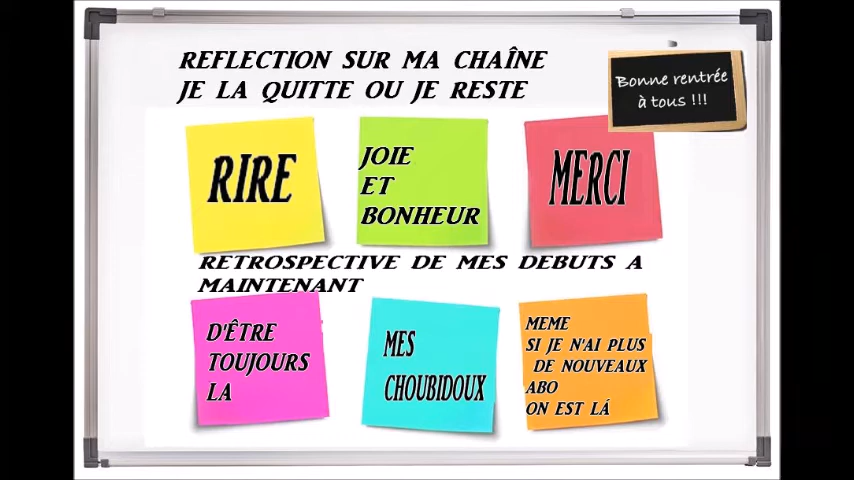 REFLECTION SUR MA CHAÎNE
JE LA QUITTE OU JE RESTE
Bonne rentrée
à tous !!!
RIRE
JOIE
ET
BONHEUR
MERCI
RETROSPECTIVE DE MES DEBUTS A
MAINTENANT
D'ÊTRE
TOUJOURS
LA
MES
CHOUBIDOUX
MEME
SI JE N'AI PLUS
DE NOUVEAUX
ABO
ON EST LÁ